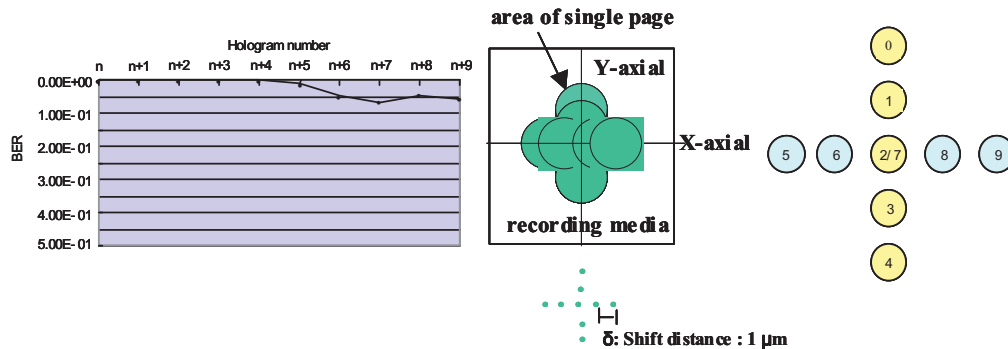 Hologram number
n n+1 n+2 n+3 n+4 n+5 n+6 n+7 n+8 n+9
0.00E+00
1.00E- 01
2.00E- 01
3.00E- 01
4.00E- 01
5.00E- 01
BER
area of single page
Y-axial
X-axial
recording media
δ: Shift distance : 1 μm
0
1
5 6 2/7 8 9
3
4